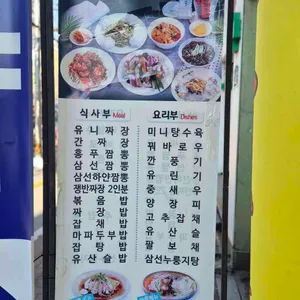 식사부 Meal
유니짜장
간짜장
홍푸짬뽕
삼선짬뽕
삼선하얀짬뽕
쟁반짜장 2인분
볶음밥
짜장밥
잡채밥
마파두부밥
잡탕밥
유산슬밥
요리부 Dishes
미니탕수육
꿔바로우
깐풍기
유린기
중새우
양장피
고추잡채
유산슬
팔보채
삼선누룽지탕